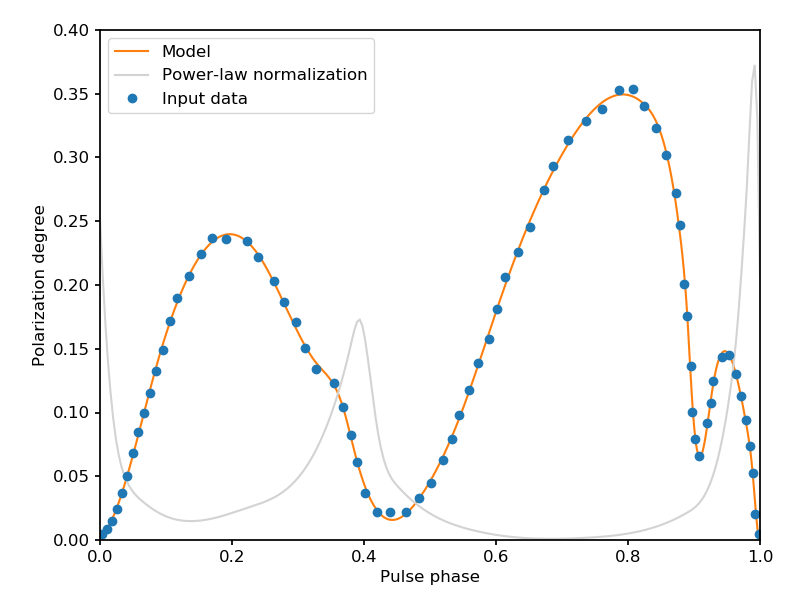 0.40
0.35
0.30
0.25
0.20
0.15
0.10
0.05
0.00
Polarization degree
Model
Power-law normalization
Input data
0.0 0.2 0.4 0.6 0.8 1.0
Pulse phase